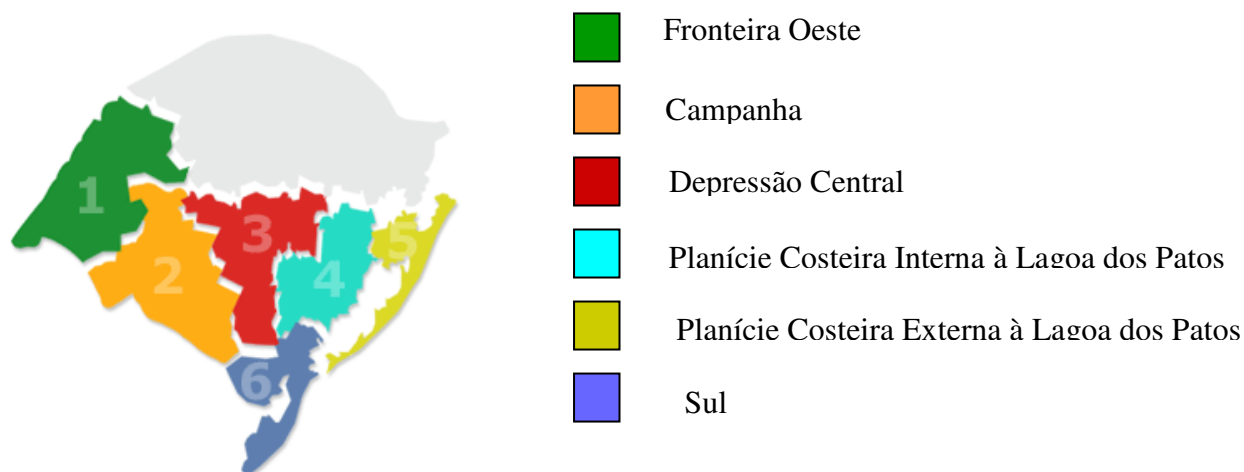 1
2
3
4
5
6
Fronteira Oeste
Campanha
Depressão Central
Planície Costeira Interna à Lagoa dos Patos
Planície Costeira Externa à Lagoa dos Patos
Sul